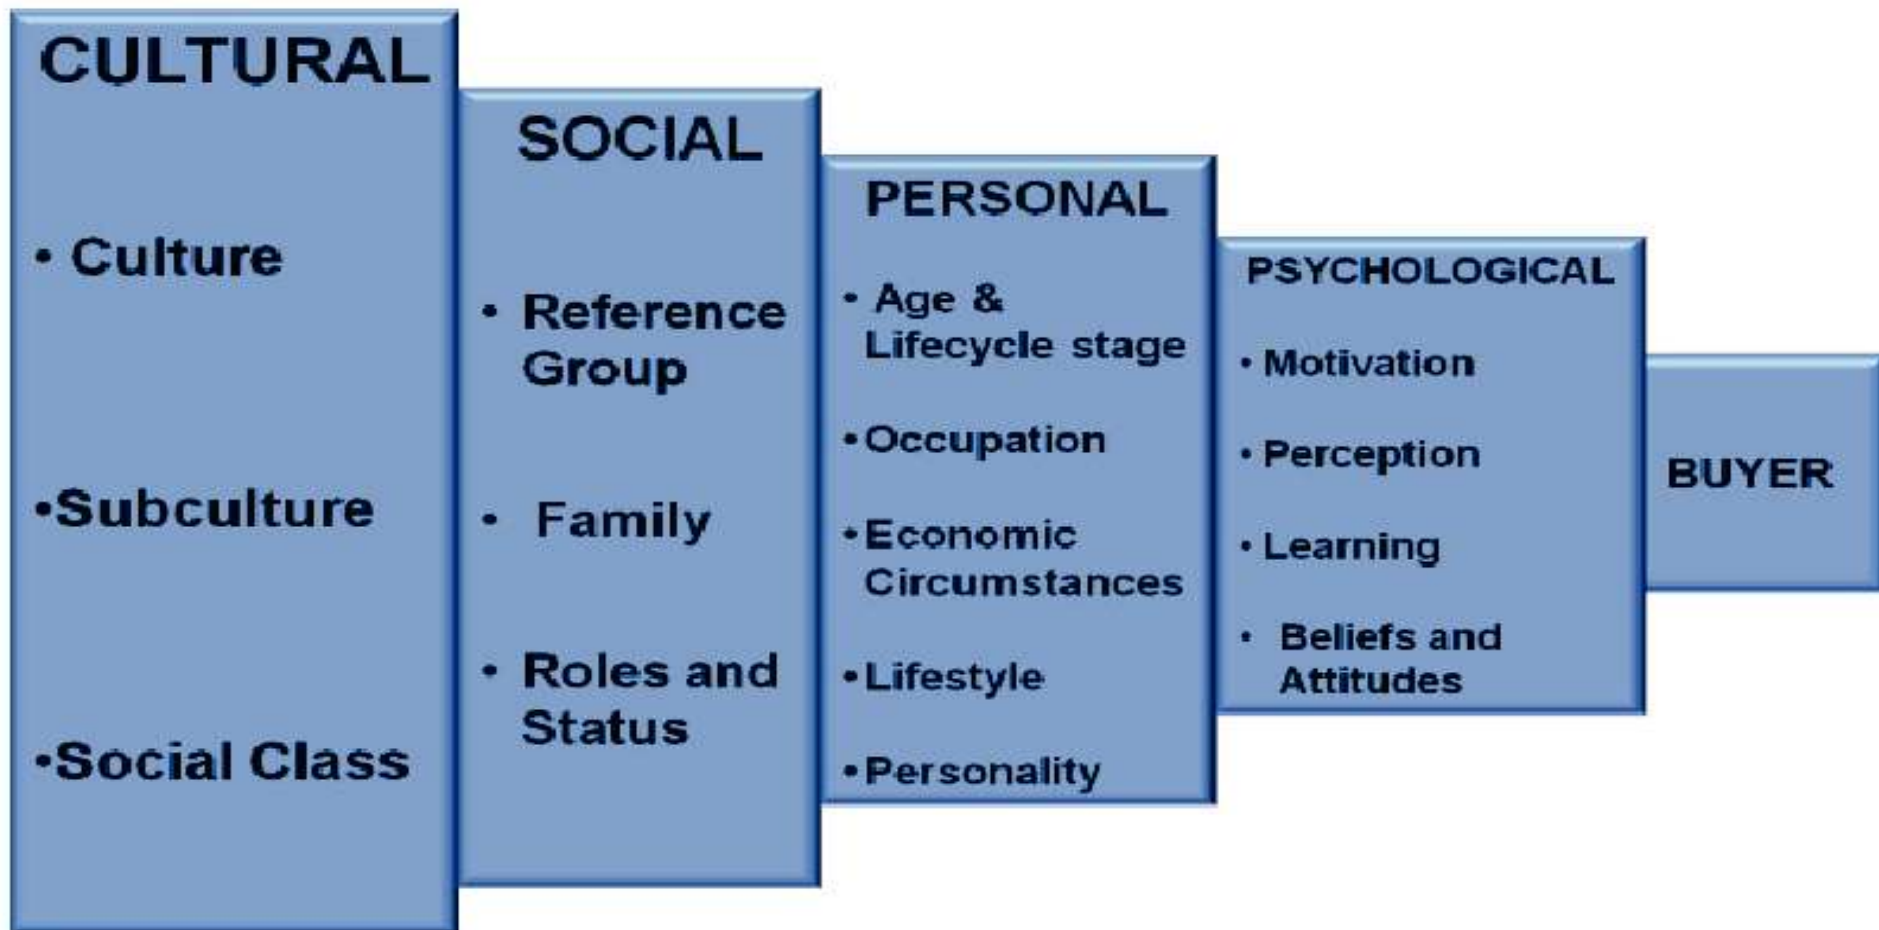 CULTURAL
• Culture
•Subculture
•Social Class
SOCIAL
• Reference
Group
• Family
• Roles and
Status
PERSONAL
• Age &
Lifecycle stage
•Occupation
•Economic
Circumstances
•Lifestyle
•Personality
PSYCHOLOGICAL
• Motivation
• Perception
• Learning
• Beliefs and
Attitudes
BUYER